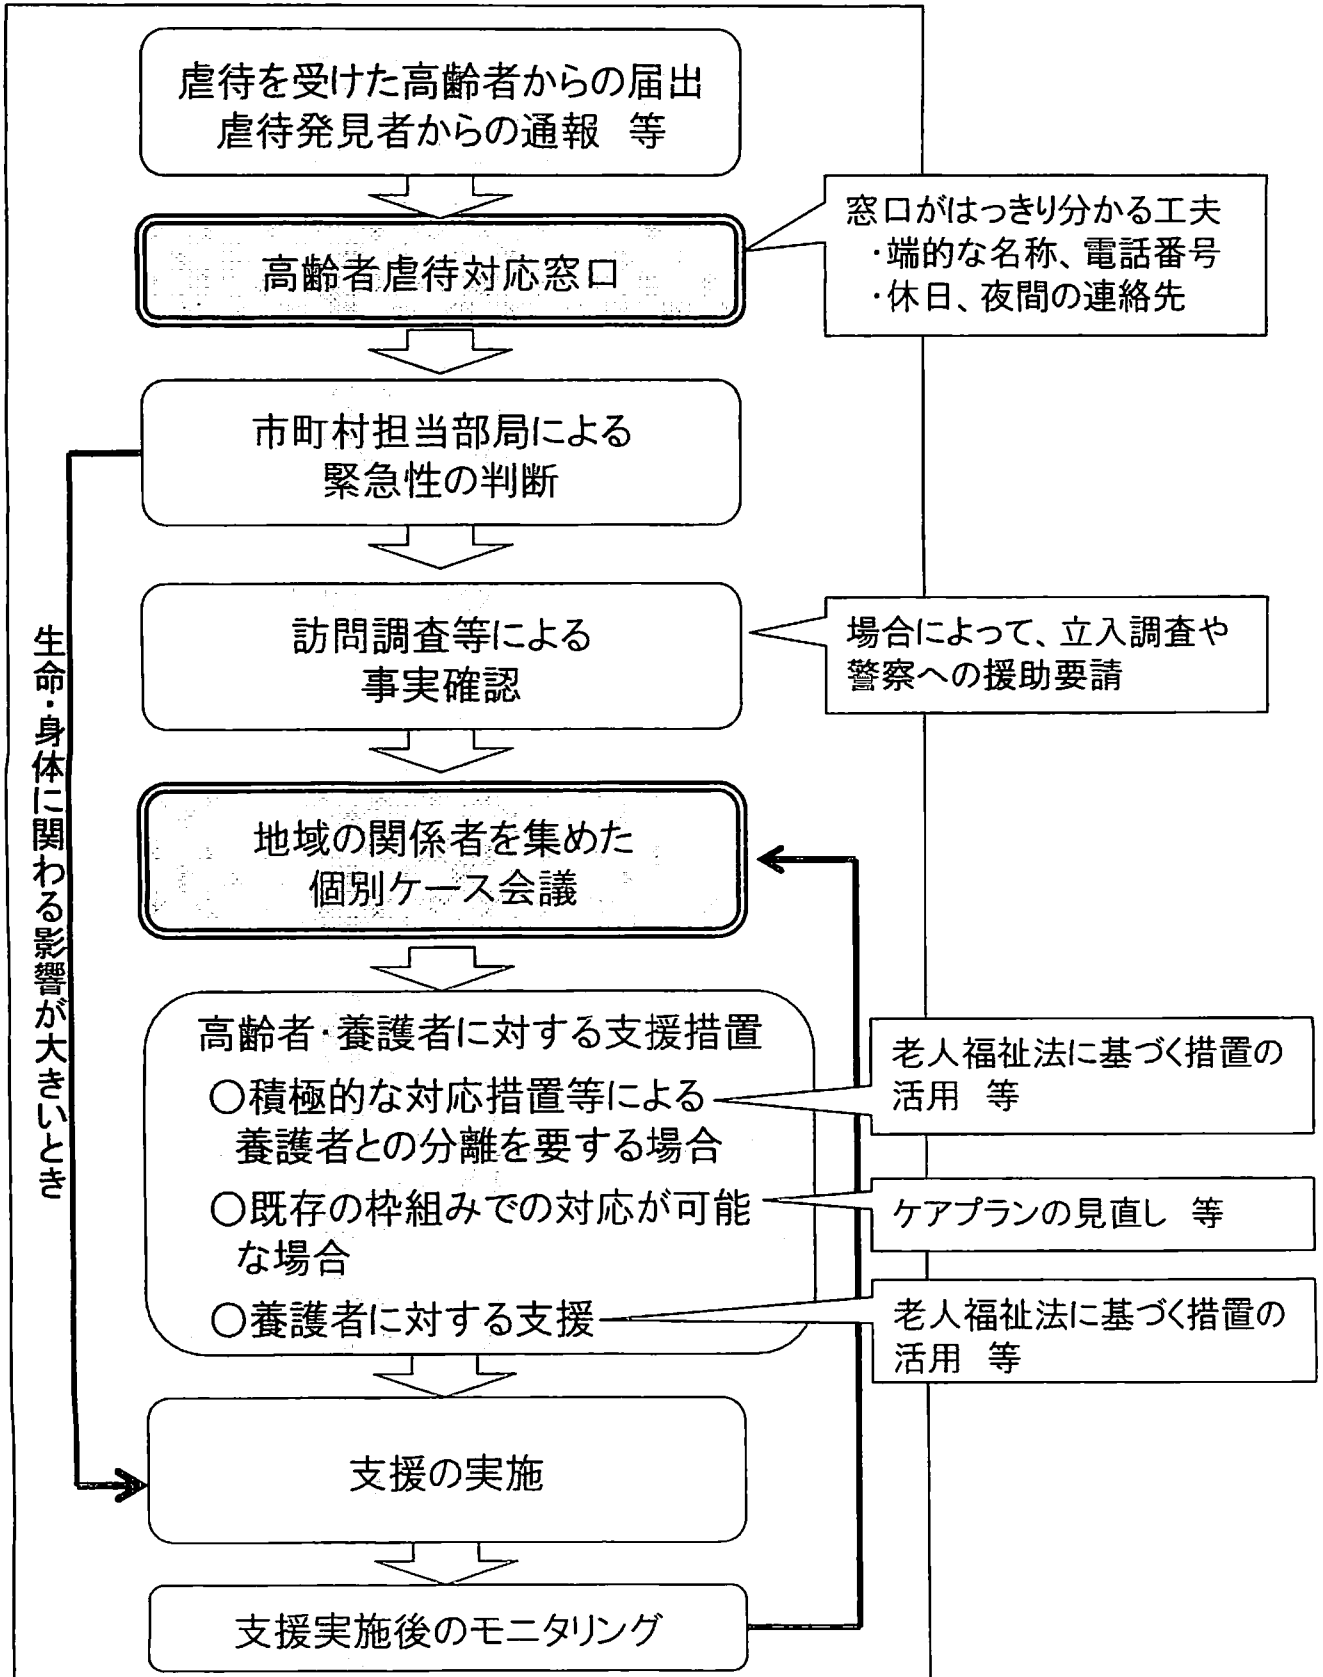 虐待を受けた高齢者からの届出
虐待発見者からの通報　等
高齢者虐待対応窓口
窓口がはっきり分かる工夫
・端的な名称、電話番号
・休日、夜間の連絡先
市町村担当部局による
緊急性の判断
訪問調査等による
事実確認
場合によって、立入調査や
警察への援助要請
生命・身体に関わる影響が大きいとき
地域の関係者を集めた
個別ケース会議
高齢者・養護者に対する支援措置
○積極的な対応措置等による
養護者との分離を要する場合
老人福祉法に基づく措置の
活用　等
○既存の枠組みでの対応が可能
な場合
ケアプランの見直し　等
○養護者に対する支援
老人福祉法に基づく措置の
活用　等
支援の実施
支援実施後のモニタリング